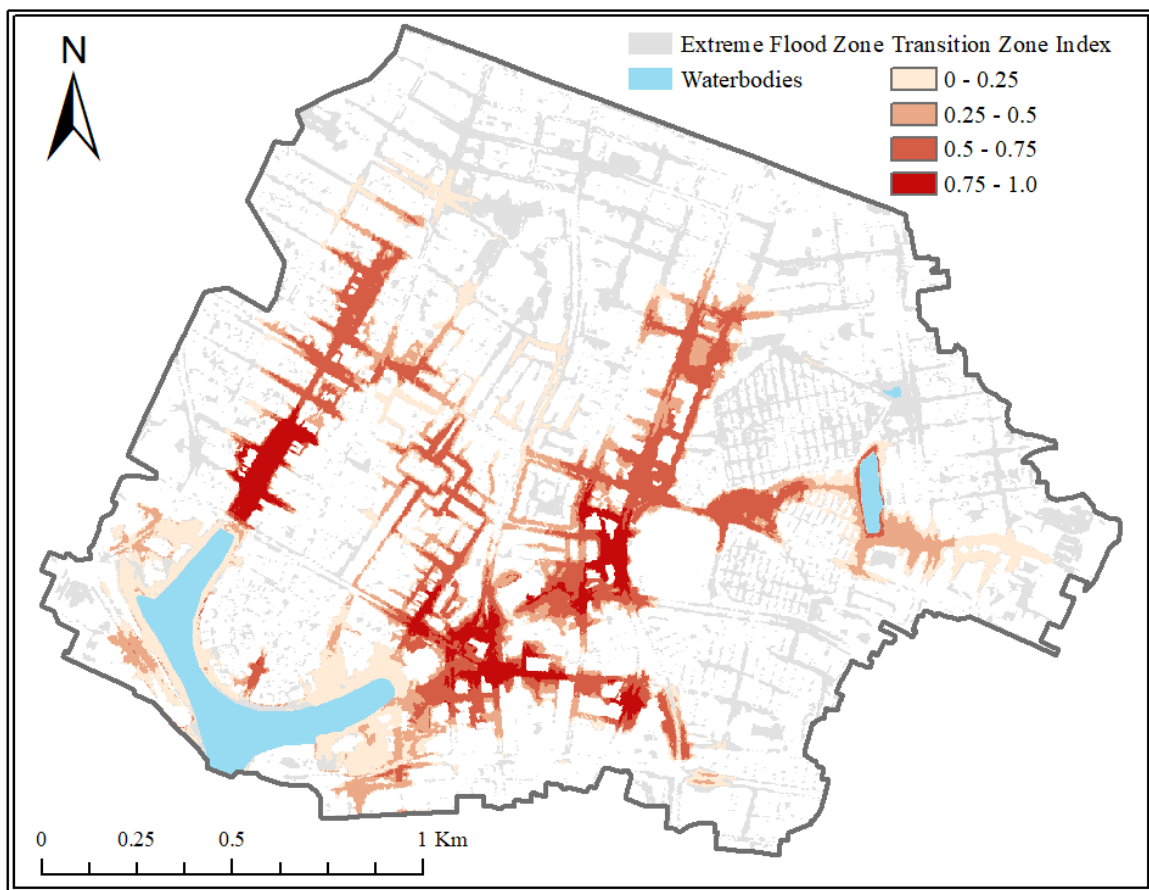 N
Extreme Flood Zone Transition Zone Index
Waterbodies
0 - 0.25
0.25 - 0.5
0.5 - 0.75
0.75 - 1.0
0 0.25 0.5 1 Km